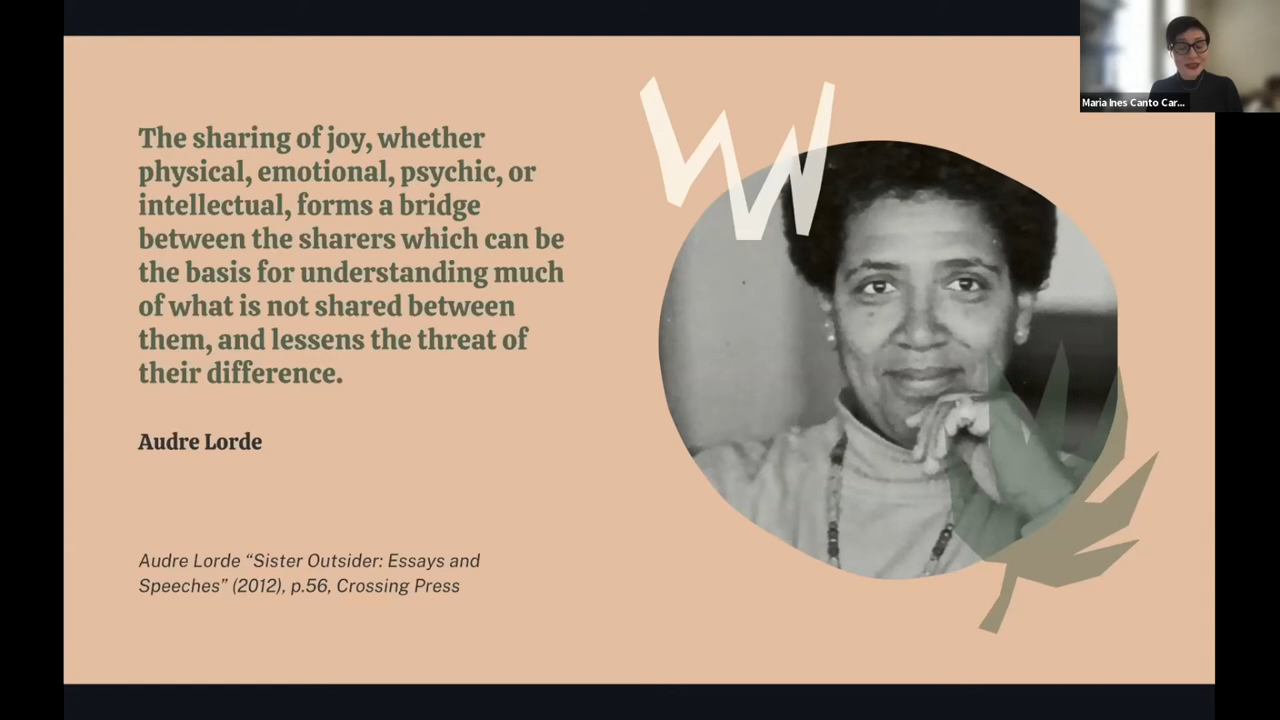 Maria Ines Canto Car...
The sharing of joy, whether
physical, emotional, psychic, or
intellectual, forms a bridge
between the sharers which can be
the basis for understanding much
of what is not shared between
them, and lessens the threat of
their difference.
Audre Lorde
Audre Lorde “Sister Outsider: Essays and
Speeches” (2012), p.56, Crossing Press